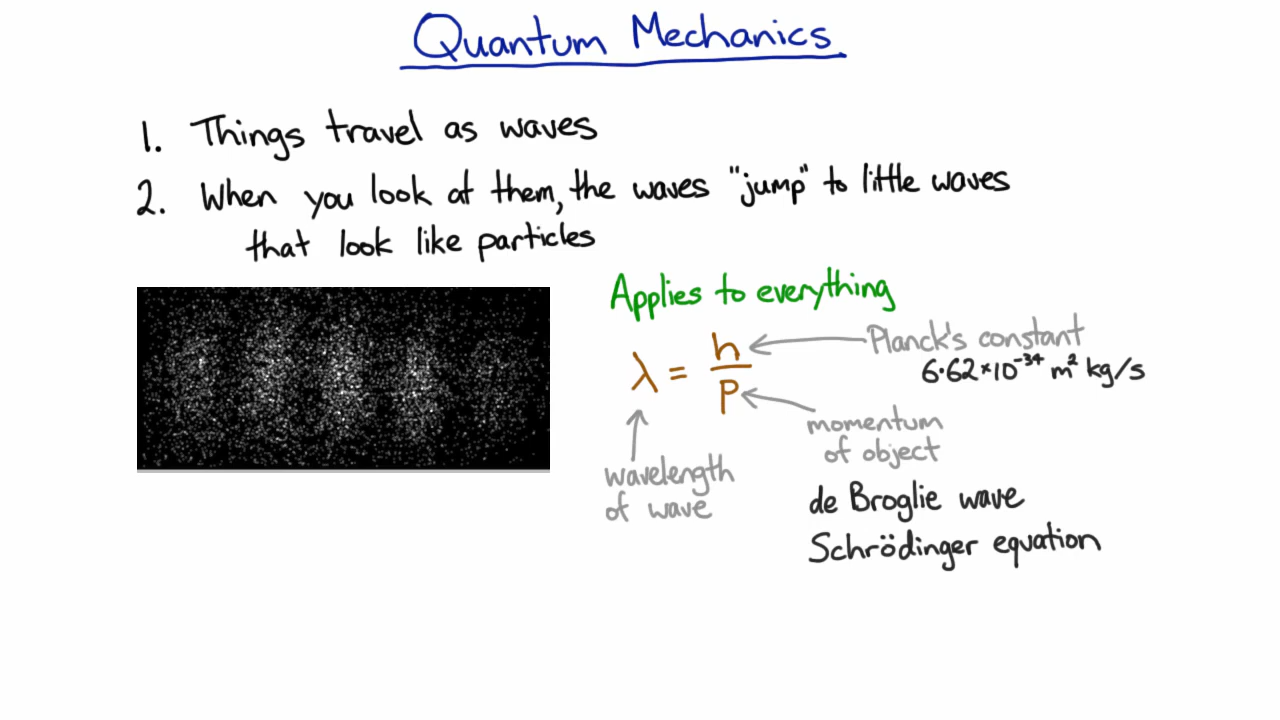 Quantum Mechanics
1. Things travel as waves
2. When you look at them, the waves "jump" to little waves
that look like particles
Applies to everything
λ = h/p
Planck's constant
6.62×10⁻³⁴ m² kg/s
momentum
of object
wavelength
of wave
de Broglie wave
Schrödinger equation